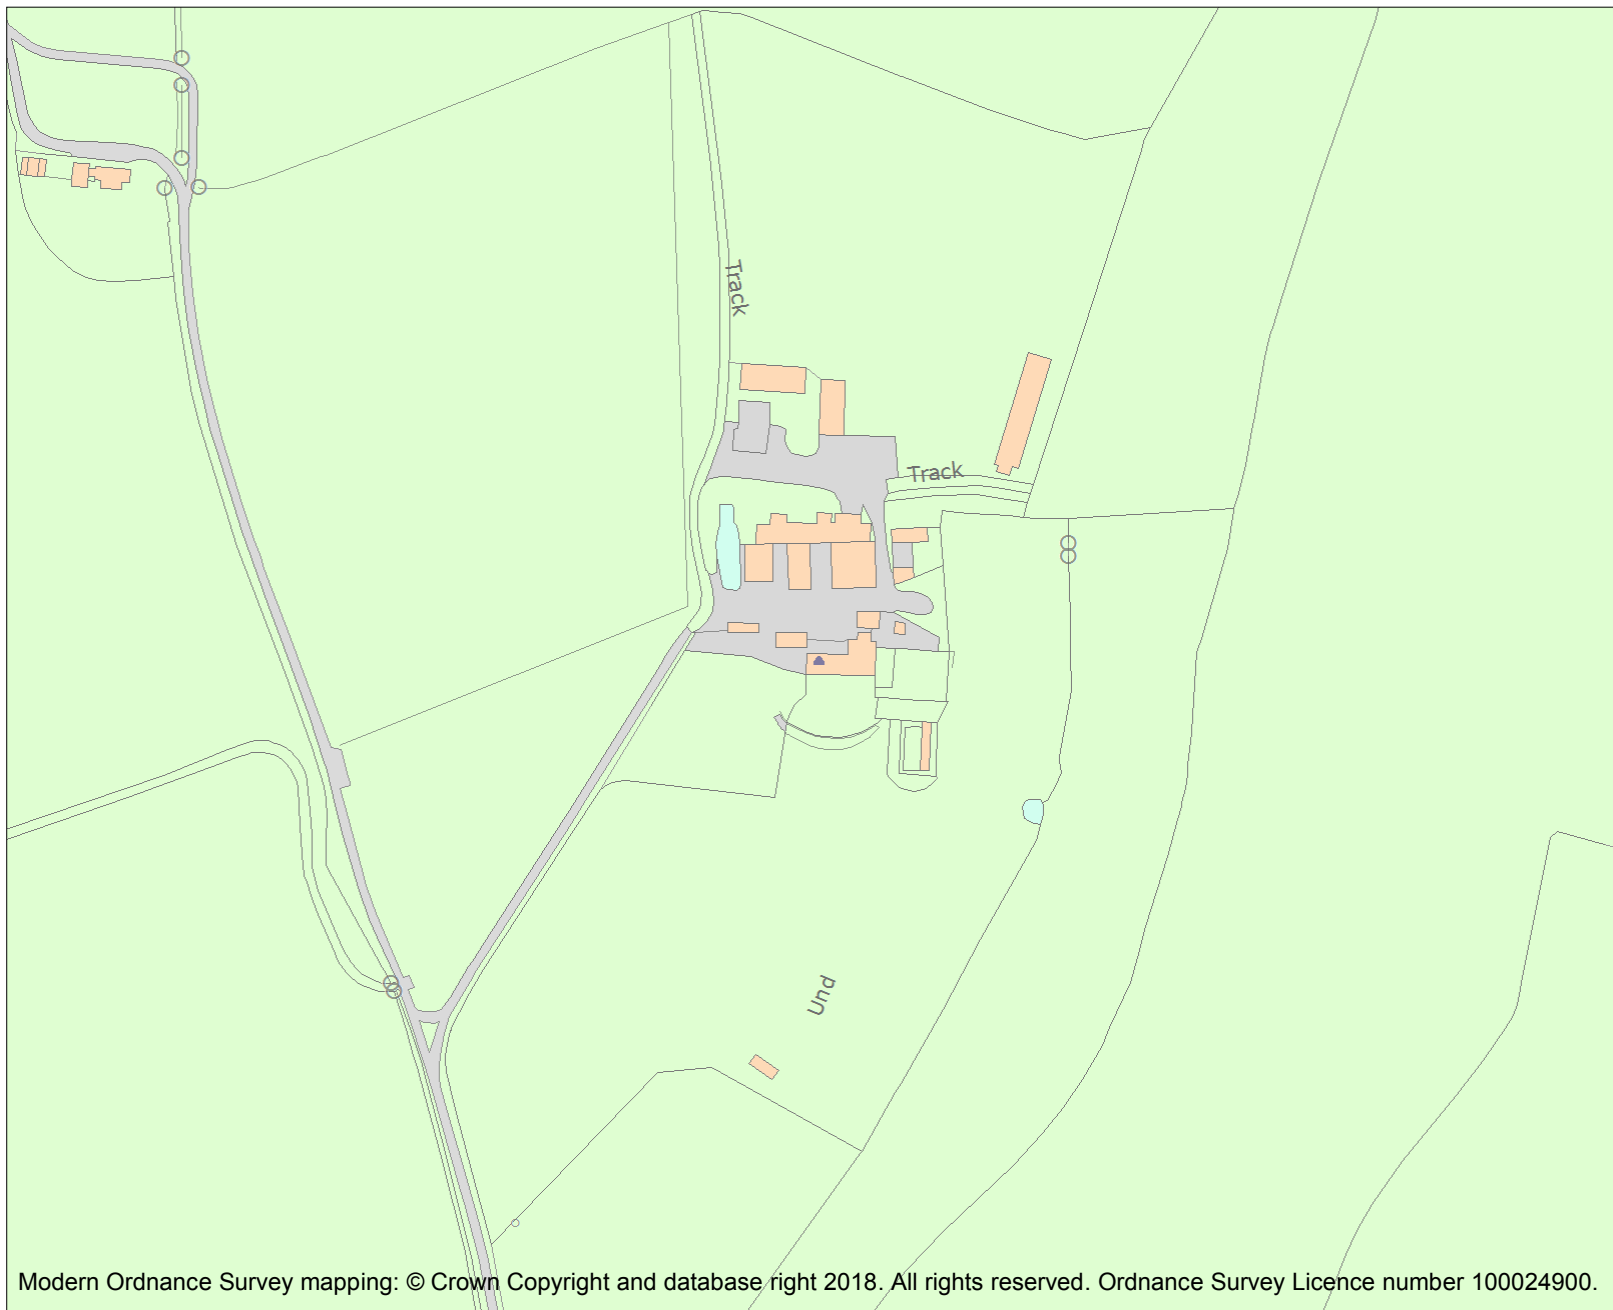 Track
Track
Und
Modern Ordnance Survey mapping: © Crown Copyright and database right 2018. All rights reserved. Ordnance Survey Licence number 100024900.